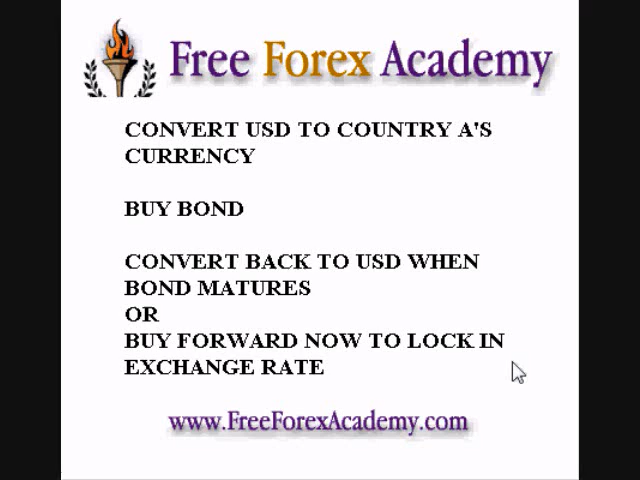 Free Forex Academy
CONVERT USD TO COUNTRY A'S
CURRENCY
BUY BOND
CONVERT BACK TO USD WHEN
BOND MATURES
OR
BUY FORWARD NOW TO LOCK IN
EXCHANGE RATE
www.FreeForexAcademy.com